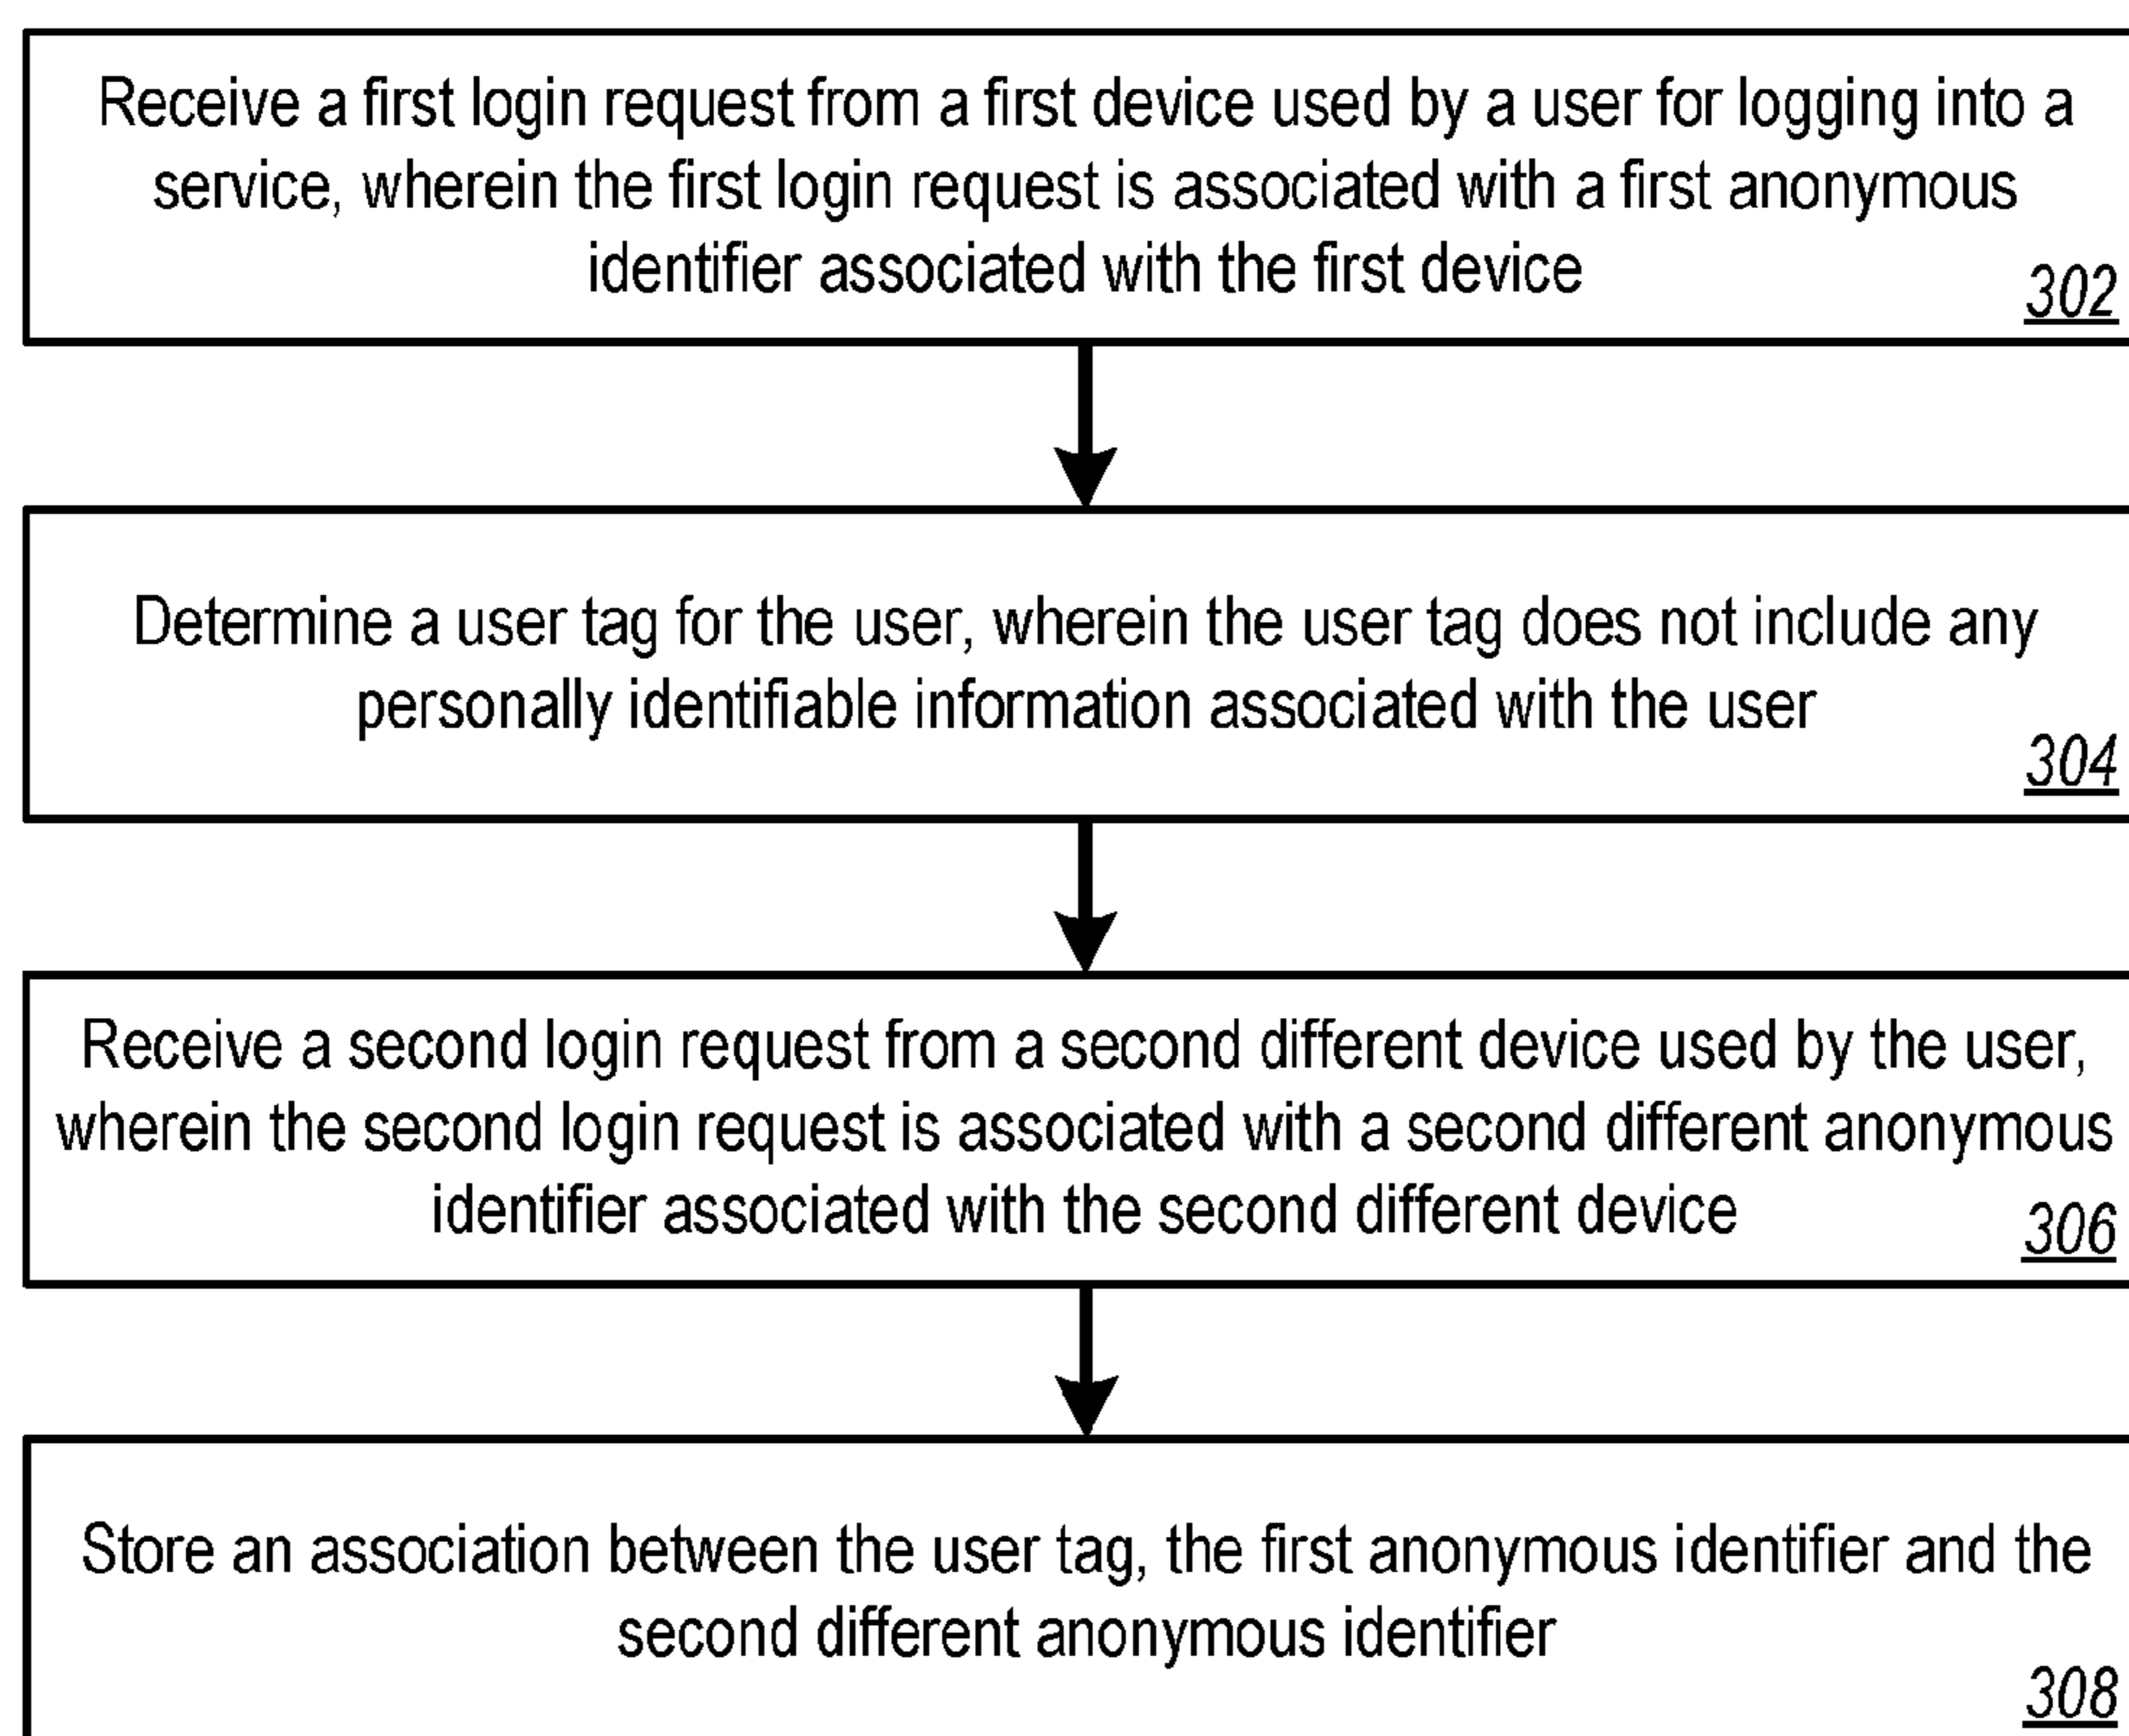 Receive a first login request from a first device used by a user for logging into a
service, wherein the first login request is associated with a first anonymous
identifier associated with the first device
302
Determine a user tag for the user, wherein the user tag does not include any
personally identifiable information associated with the user
304
Receive a second login request from a second different device used by the user,
wherein the second login request is associated with a second different anonymous
identifier associated with the second different device
306
Store an association between the user tag, the first anonymous identifier and the
second different anonymous identifier
308